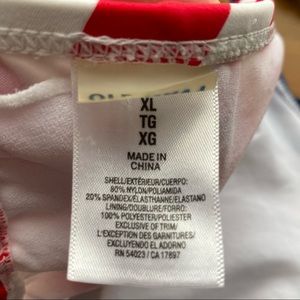 XL
TG
XG
MADE IN
CHINA
SHELL/EXTÉRIEUR/CUERPO:
80% NYLON/POLIAMIDA
20% SPANDEX/ELASTHANNE/ELASTANO
LINING/DOUBLURE/FORRO:
100% POLYESTER/POLIESTER
EXCLUSIVE OF TRIM/
L'EXCEPTION DES GARNITURES/
EXCLUYENDO EL ADORNO
RN 54023 / CA 17897